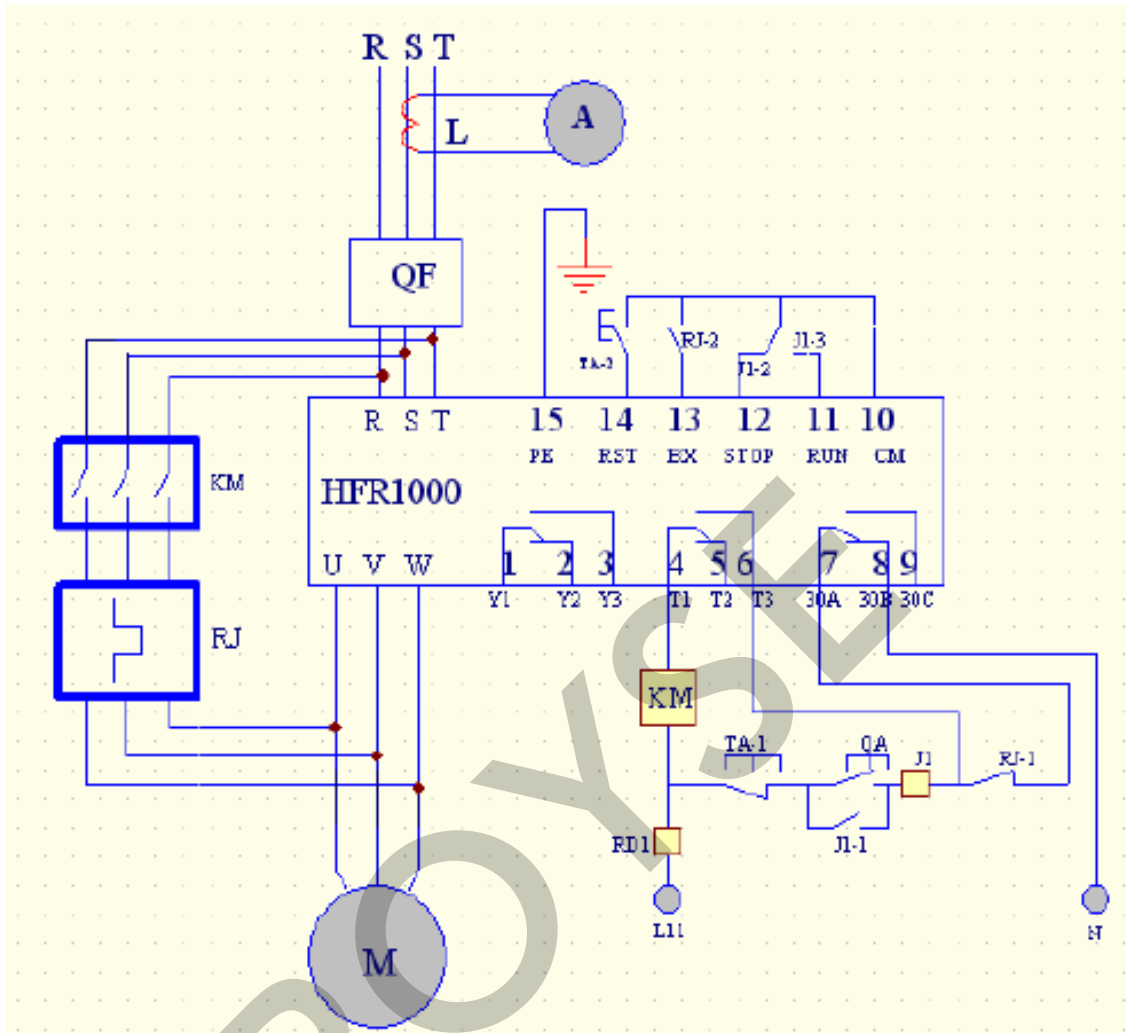 R S T
L
A
QF
TA-2
RJ-2
J1-2
J1-3
R S T
15 14 13 12 11 10
PE RST EX STOP RUN CM
KM
HFR1000
U V W
1 2 3 4 5 6 7 8 9
Y1 Y2 Y3 T1 T2 T3 30A 30B 30C
RJ
KM
TA-1
QA
J1
RJ-1
RD1
J1-1
L11
N
M
ROYSE